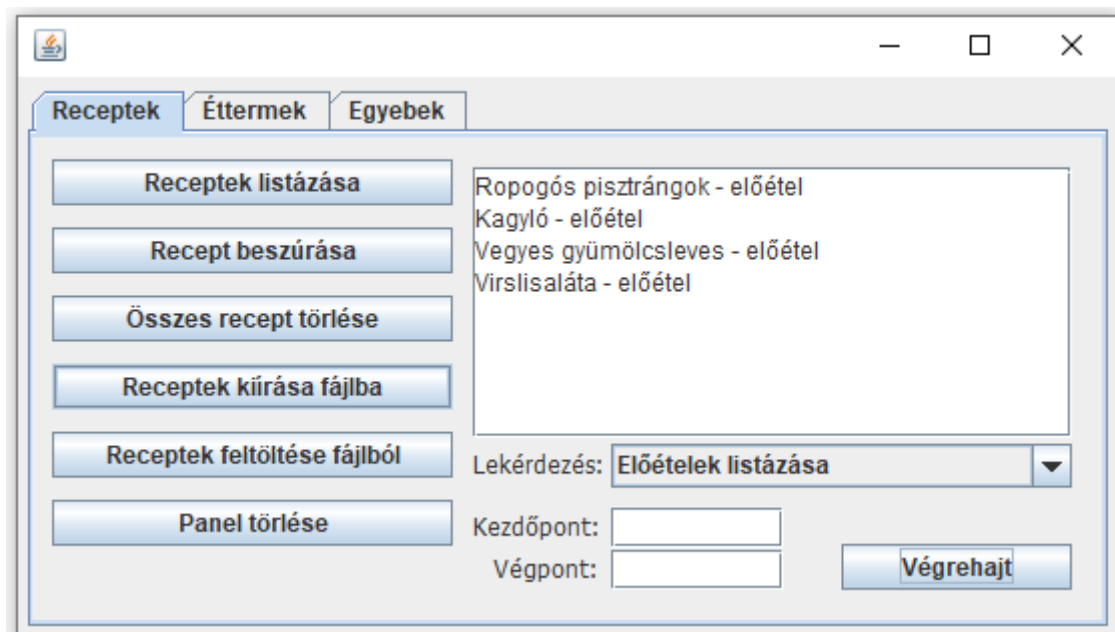 Receptek Éttermek Egyebek
Receptek listázása
Recept beszúrása
Összes recept törlése
Receptek kiírása fájlba
Receptek feltöltése fájlból
Panel törlése
Ropogós pisztrángok - előétel
Kagyló - előétel
Vegyes gyümölcsleves - előétel
Virslisaláta - előétel
Lekérdezés: Előételek listázása
Kezdőpont:
Végpont:
Végrehajt